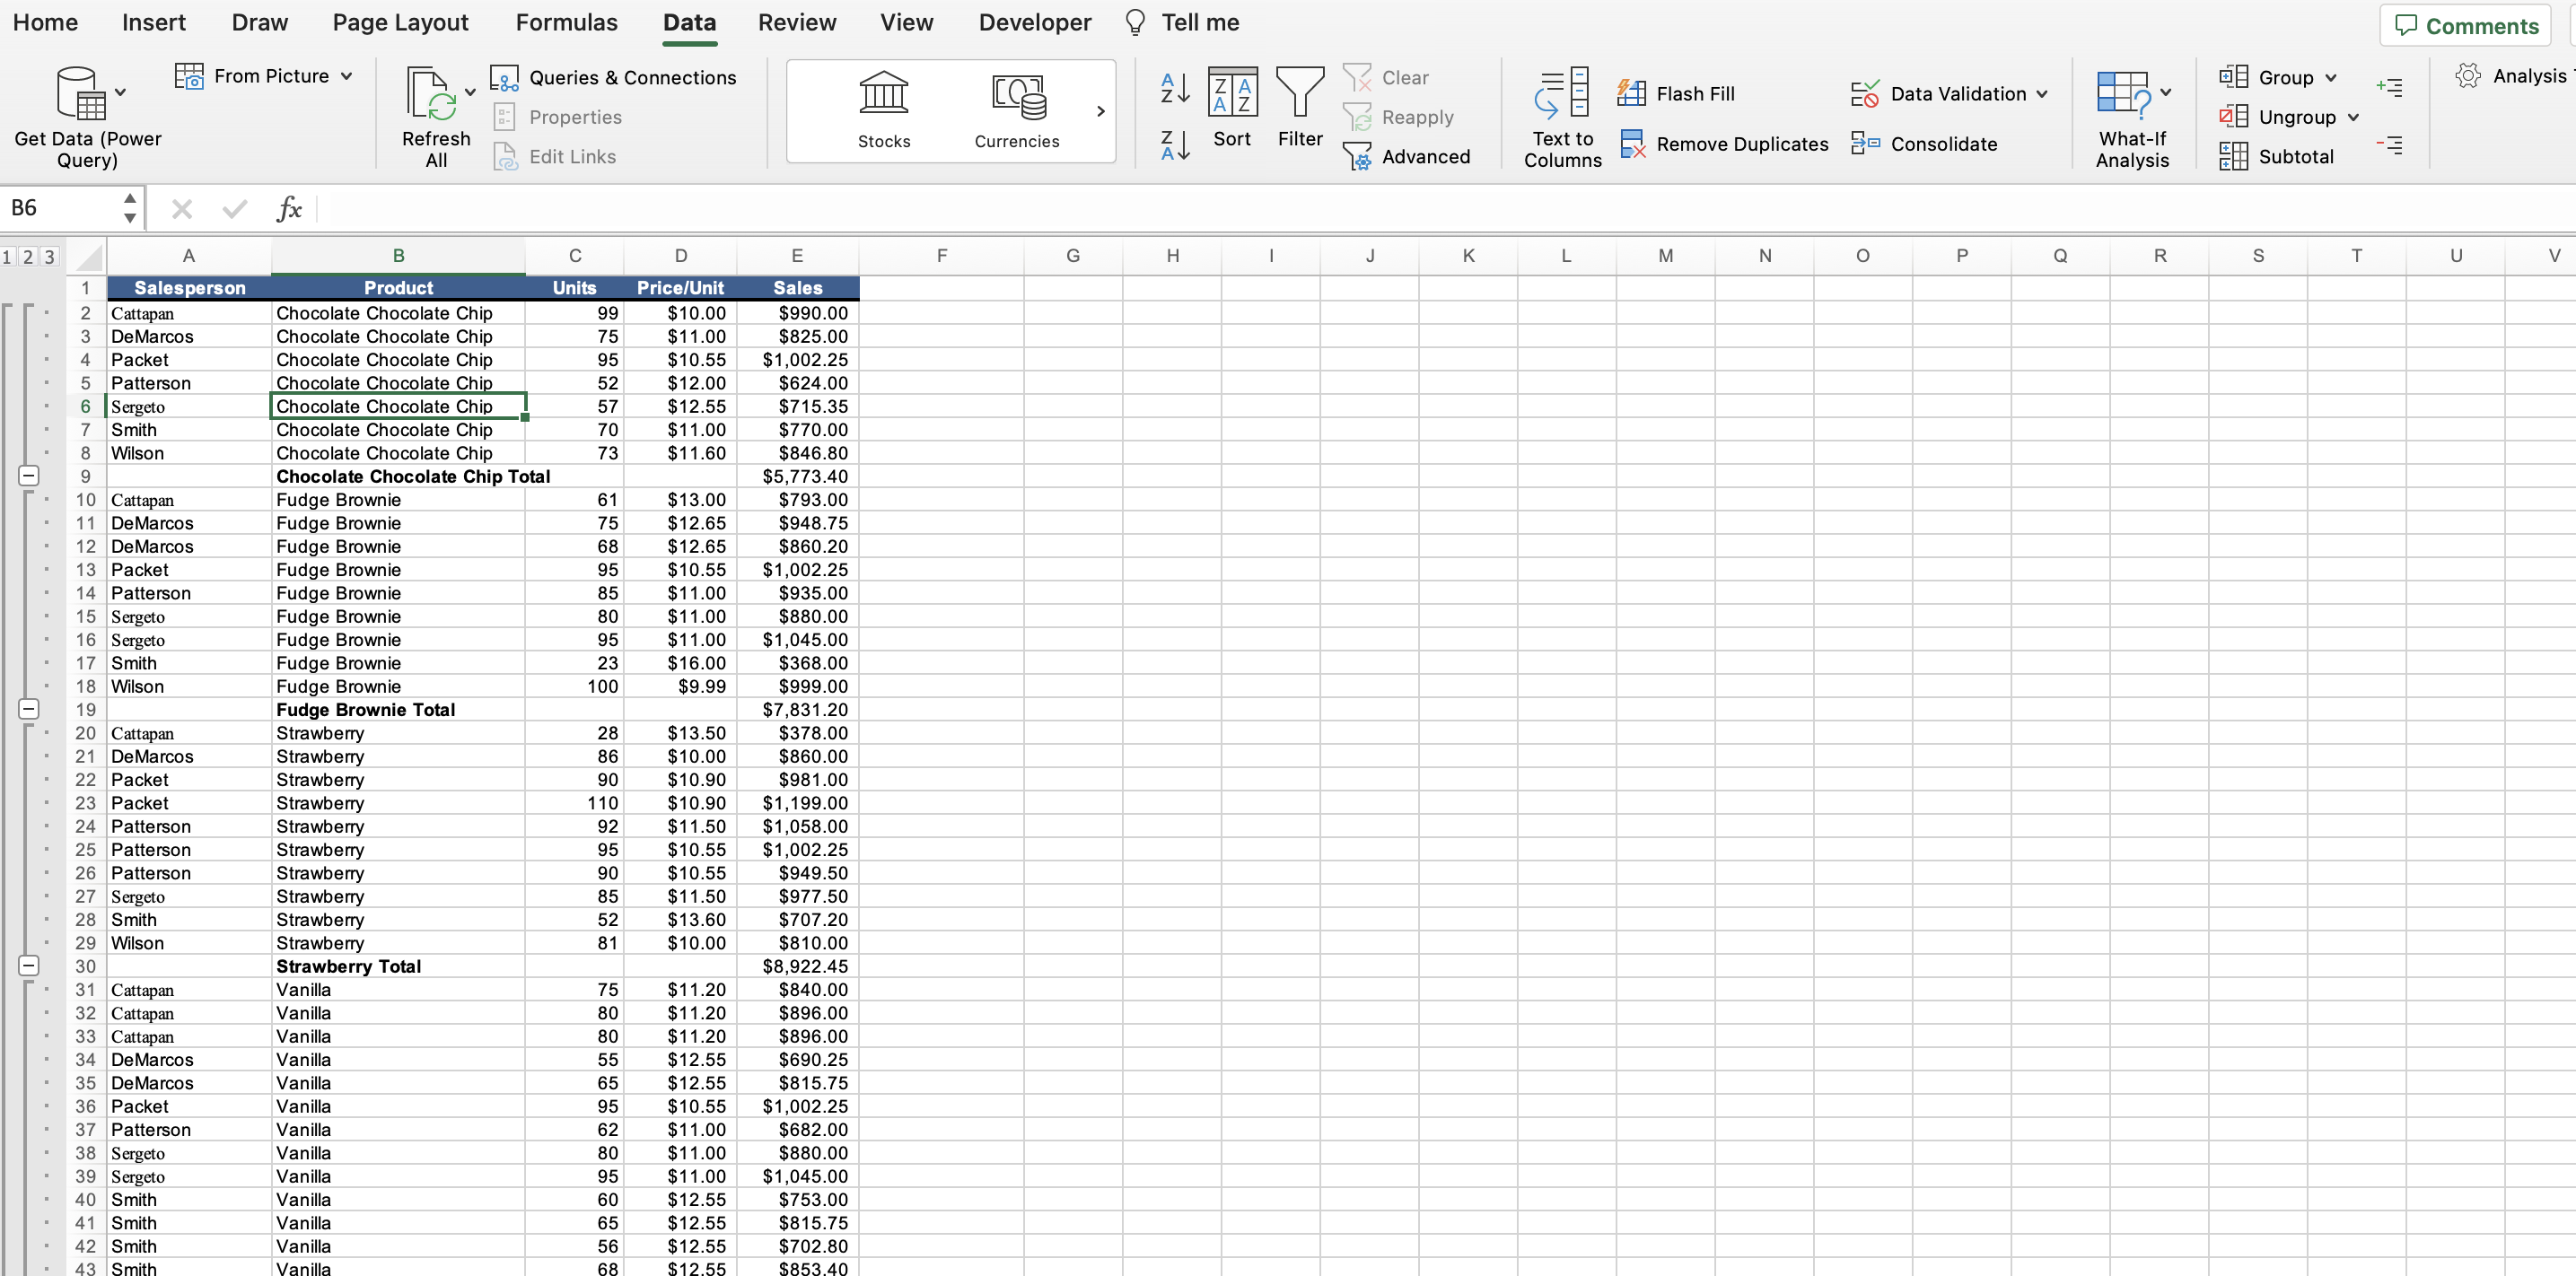 Home Insert Draw Page Layout Formulas Data Review View Developer Tell me Comments
Get Data (Power Query) From Picture Refresh All Queries & Connections Properties Edit Links Stocks Currencies Sort Filter Clear Reapply Advanced Text to Columns Flash Fill Remove Duplicates Data Validation Consolidate What-If Analysis Group Ungroup Subtotal Analysis
B6 fx
1 2 3 A B C D E F G H I J K L M N O P Q R S T U V
1 Salesperson Product Units Price/Unit Sales
2 Cattapan Chocolate Chocolate Chip 99 $10.00 $990.00
3 DeMarcos Chocolate Chocolate Chip 75 $11.00 $825.00
4 Packet Chocolate Chocolate Chip 95 $10.55 $1,002.25
5 Patterson Chocolate Chocolate Chip 52 $12.00 $624.00
6 Sergeto Chocolate Chocolate Chip 57 $12.55 $715.35
7 Smith Chocolate Chocolate Chip 70 $11.00 $770.00
8 Wilson Chocolate Chocolate Chip 73 $11.60 $846.80
9 Chocolate Chocolate Chip Total $5,773.40
10 Cattapan Fudge Brownie 61 $13.00 $793.00
11 DeMarcos Fudge Brownie 75 $12.65 $948.75
12 DeMarcos Fudge Brownie 68 $12.65 $860.20
13 Packet Fudge Brownie 95 $10.55 $1,002.25
14 Patterson Fudge Brownie 85 $11.00 $935.00
15 Sergeto Fudge Brownie 80 $11.00 $880.00
16 Sergeto Fudge Brownie 95 $11.00 $1,045.00
17 Smith Fudge Brownie 23 $16.00 $368.00
18 Wilson Fudge Brownie 100 $9.99 $999.00
19 Fudge Brownie Total $7,831.20
20 Cattapan Strawberry 28 $13.50 $378.00
21 DeMarcos Strawberry 86 $10.00 $860.00
22 Packet Strawberry 90 $10.90 $981.00
23 Packet Strawberry 110 $10.90 $1,199.00
24 Patterson Strawberry 92 $11.50 $1,058.00
25 Patterson Strawberry 95 $10.55 $1,002.25
26 Patterson Strawberry 90 $10.55 $949.50
27 Sergeto Strawberry 85 $11.50 $977.50
28 Smith Strawberry 52 $13.60 $707.20
29 Wilson Strawberry 81 $10.00 $810.00
30 Strawberry Total $8,922.45
31 Cattapan Vanilla 75 $11.20 $840.00
32 Cattapan Vanilla 80 $11.20 $896.00
33 Cattapan Vanilla 80 $11.20 $896.00
34 DeMarcos Vanilla 55 $12.55 $690.25
35 DeMarcos Vanilla 65 $12.55 $815.75
36 Packet Vanilla 95 $10.55 $1,002.25
37 Patterson Vanilla 62 $11.00 $682.00
38 Sergeto Vanilla 80 $11.00 $880.00
39 Sergeto Vanilla 95 $11.00 $1,045.00
40 Smith Vanilla 60 $12.55 $753.00
41 Smith Vanilla 65 $12.55 $815.75
42 Smith Vanilla 56 $12.55 $702.80
43 Smith Vanilla 68 $12.55 $853.40